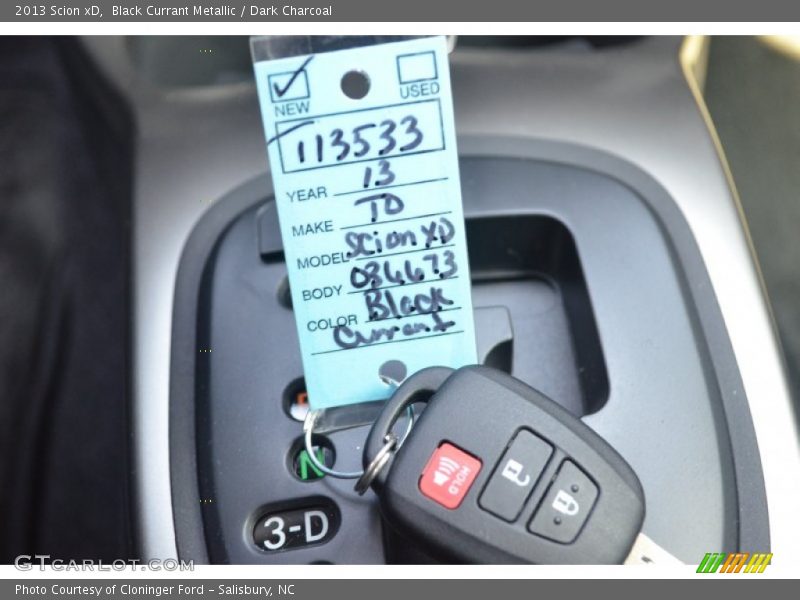 2013 Scion xD, Black Currant Metallic / Dark Charcoal
NEW
USED
113533
YEAR 13
MAKE TO
MODEL Scion XD
BODY 084673
COLOR Black
Currant
HOLD
N
3-D
GTCarLot.com
Photo Courtesy of Cloninger Ford – Salisbury, NC